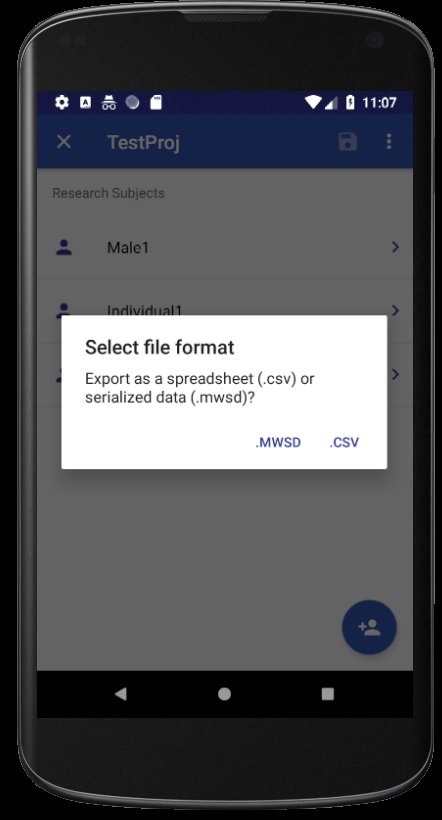 11:07
TestProj
Research Subjects
Male1
Individual1
Select file format
Export as a spreadsheet (.csv) or
serialized data (.mwsd)?
.MWSD .CSV